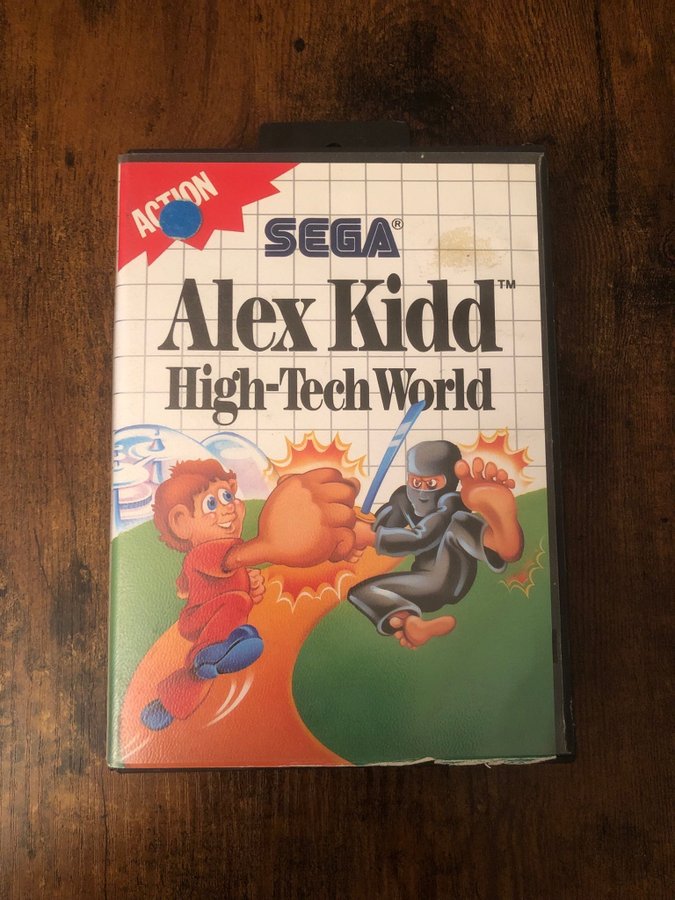 ACTION
SEGA®
Alex Kidd™
High-Tech World